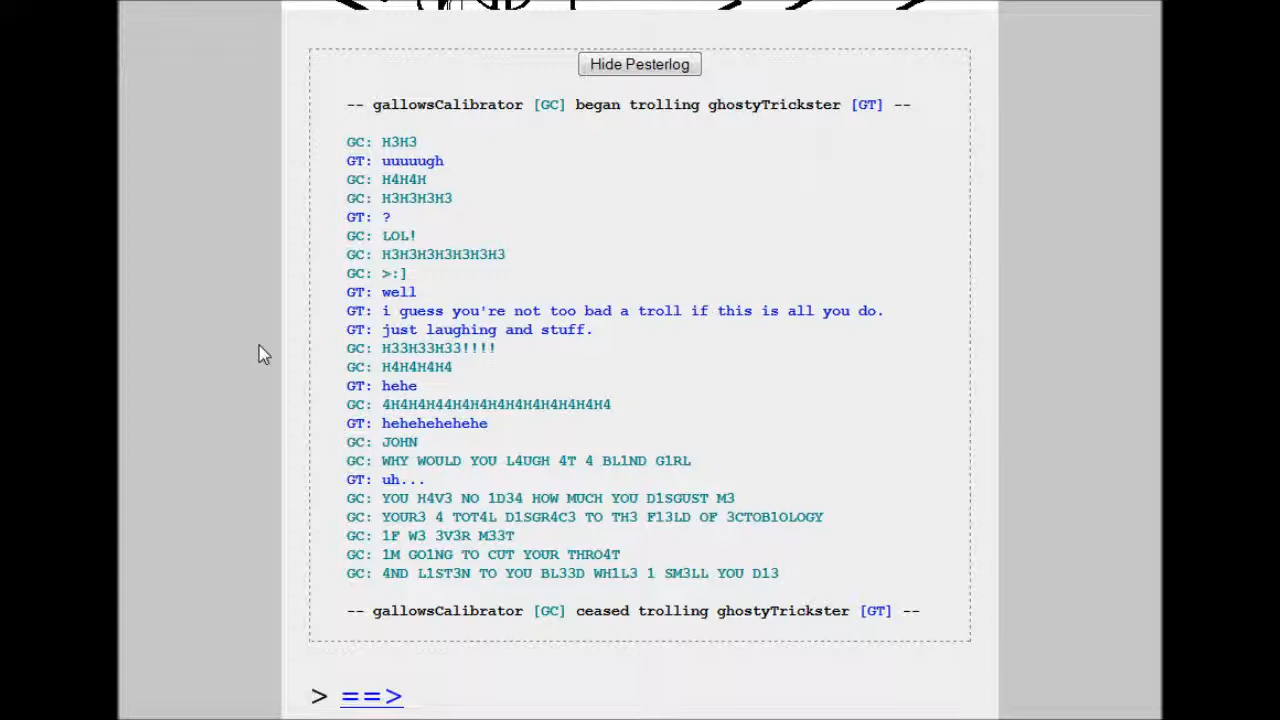 Hide Pesterlog
-- gallowsCalibrator [GC] began trolling ghostyTrickster [GT] --
GC: H3H3
GT: uuuuugh
GC: H4H4H
GC: H3H3H3H3
GT: ?
GC: LOL!
GC: H3H3H3H3H3H3H3
GC: >:]
GT: well
GT: i guess you're not too bad a troll if this is all you do.
GT: just laughing and stuff.
GC: H33H33H33!!!!
GC: H4H4H4H4
GT: hehe
GC: 4H4H4H44H4H4H4H4H4H4H4H4H4
GT: hehehehehehe
GC: JOHN
GC: WHY WOULD YOU L4UGH 4T 4 BL1ND G1RL
GT: uh...
GC: YOU H4V3 NO 1D34 HOW MUCH YOU D1SGUST M3
GC: YOUR3 4 TOT4L D1SGR4C3 TO TH3 F13LD OF 3CTOB1OLOGY
GC: 1F W3 3V3R M33T
GC: 1M GO1NG TO CUT YOUR THRO4T
GC: 4ND L1ST3N TO YOU BL33D WH1L3 1 SM3LL YOU D13
-- gallowsCalibrator [GC] ceased trolling ghostyTrickster [GT] --
> ==>